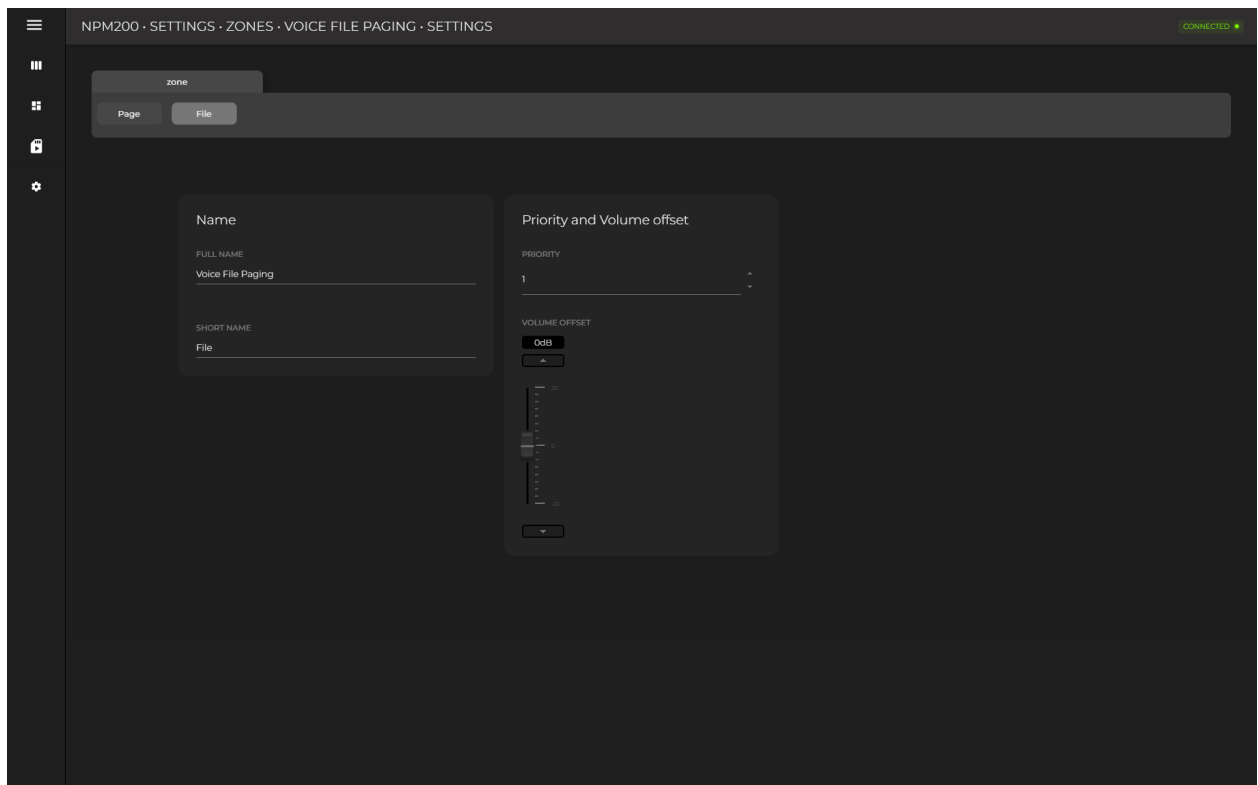 NPM200 • SETTINGS • ZONES • VOICE FILE PAGING • SETTINGS
CONNECTED
zone
Page
File
Name
FULL NAME
Voice File Paging
SHORT NAME
File
Priority and Volume offset
PRIORITY
1
VOLUME OFFSET
0dB
0